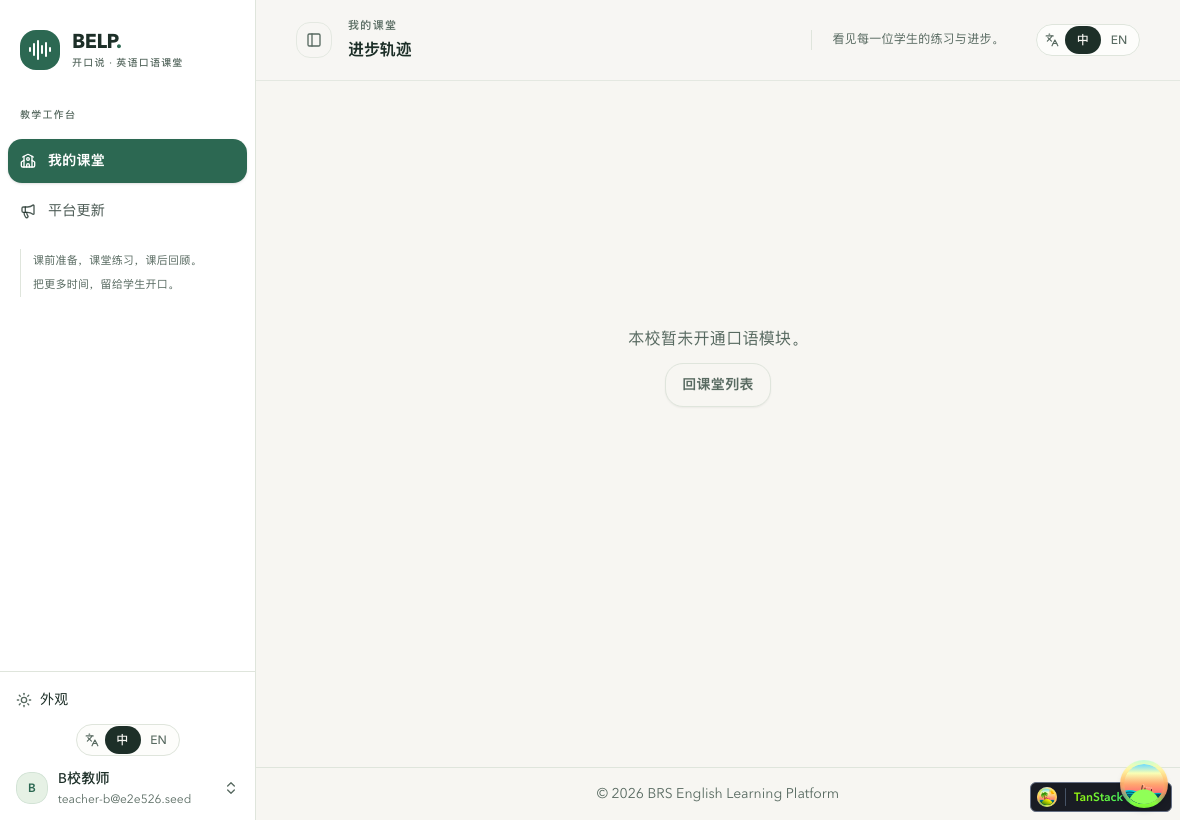 BELP.
开口说 · 英语口语课堂
教学工作台
我的课堂
平台更新
课前准备，课堂练习，课后回顾。
把更多时间，留给学生开口。
外观
中 EN
B
B校教师
teacher-b@e2e526.seed
我的课堂
进步轨迹
看见每一位学生的练习与进步。
中 EN
本校暂未开通口语模块。
回课堂列表
© 2026 BRS English Learning Platform
TanStack